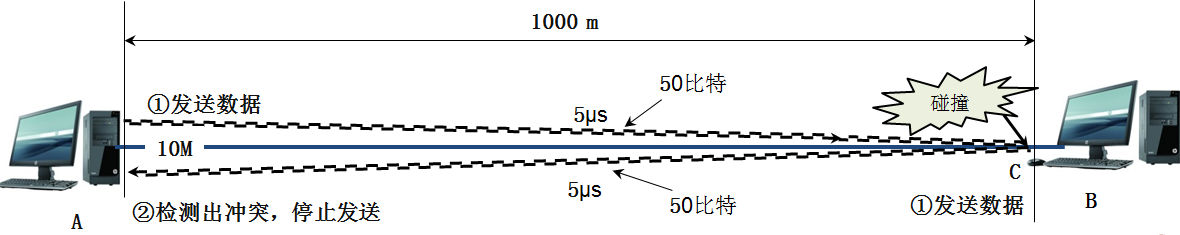 1000 m
①发送数据
5μs
50比特
碰撞
10M
C
A
②检测出冲突，停止发送
5μs
50比特
①发送数据
B